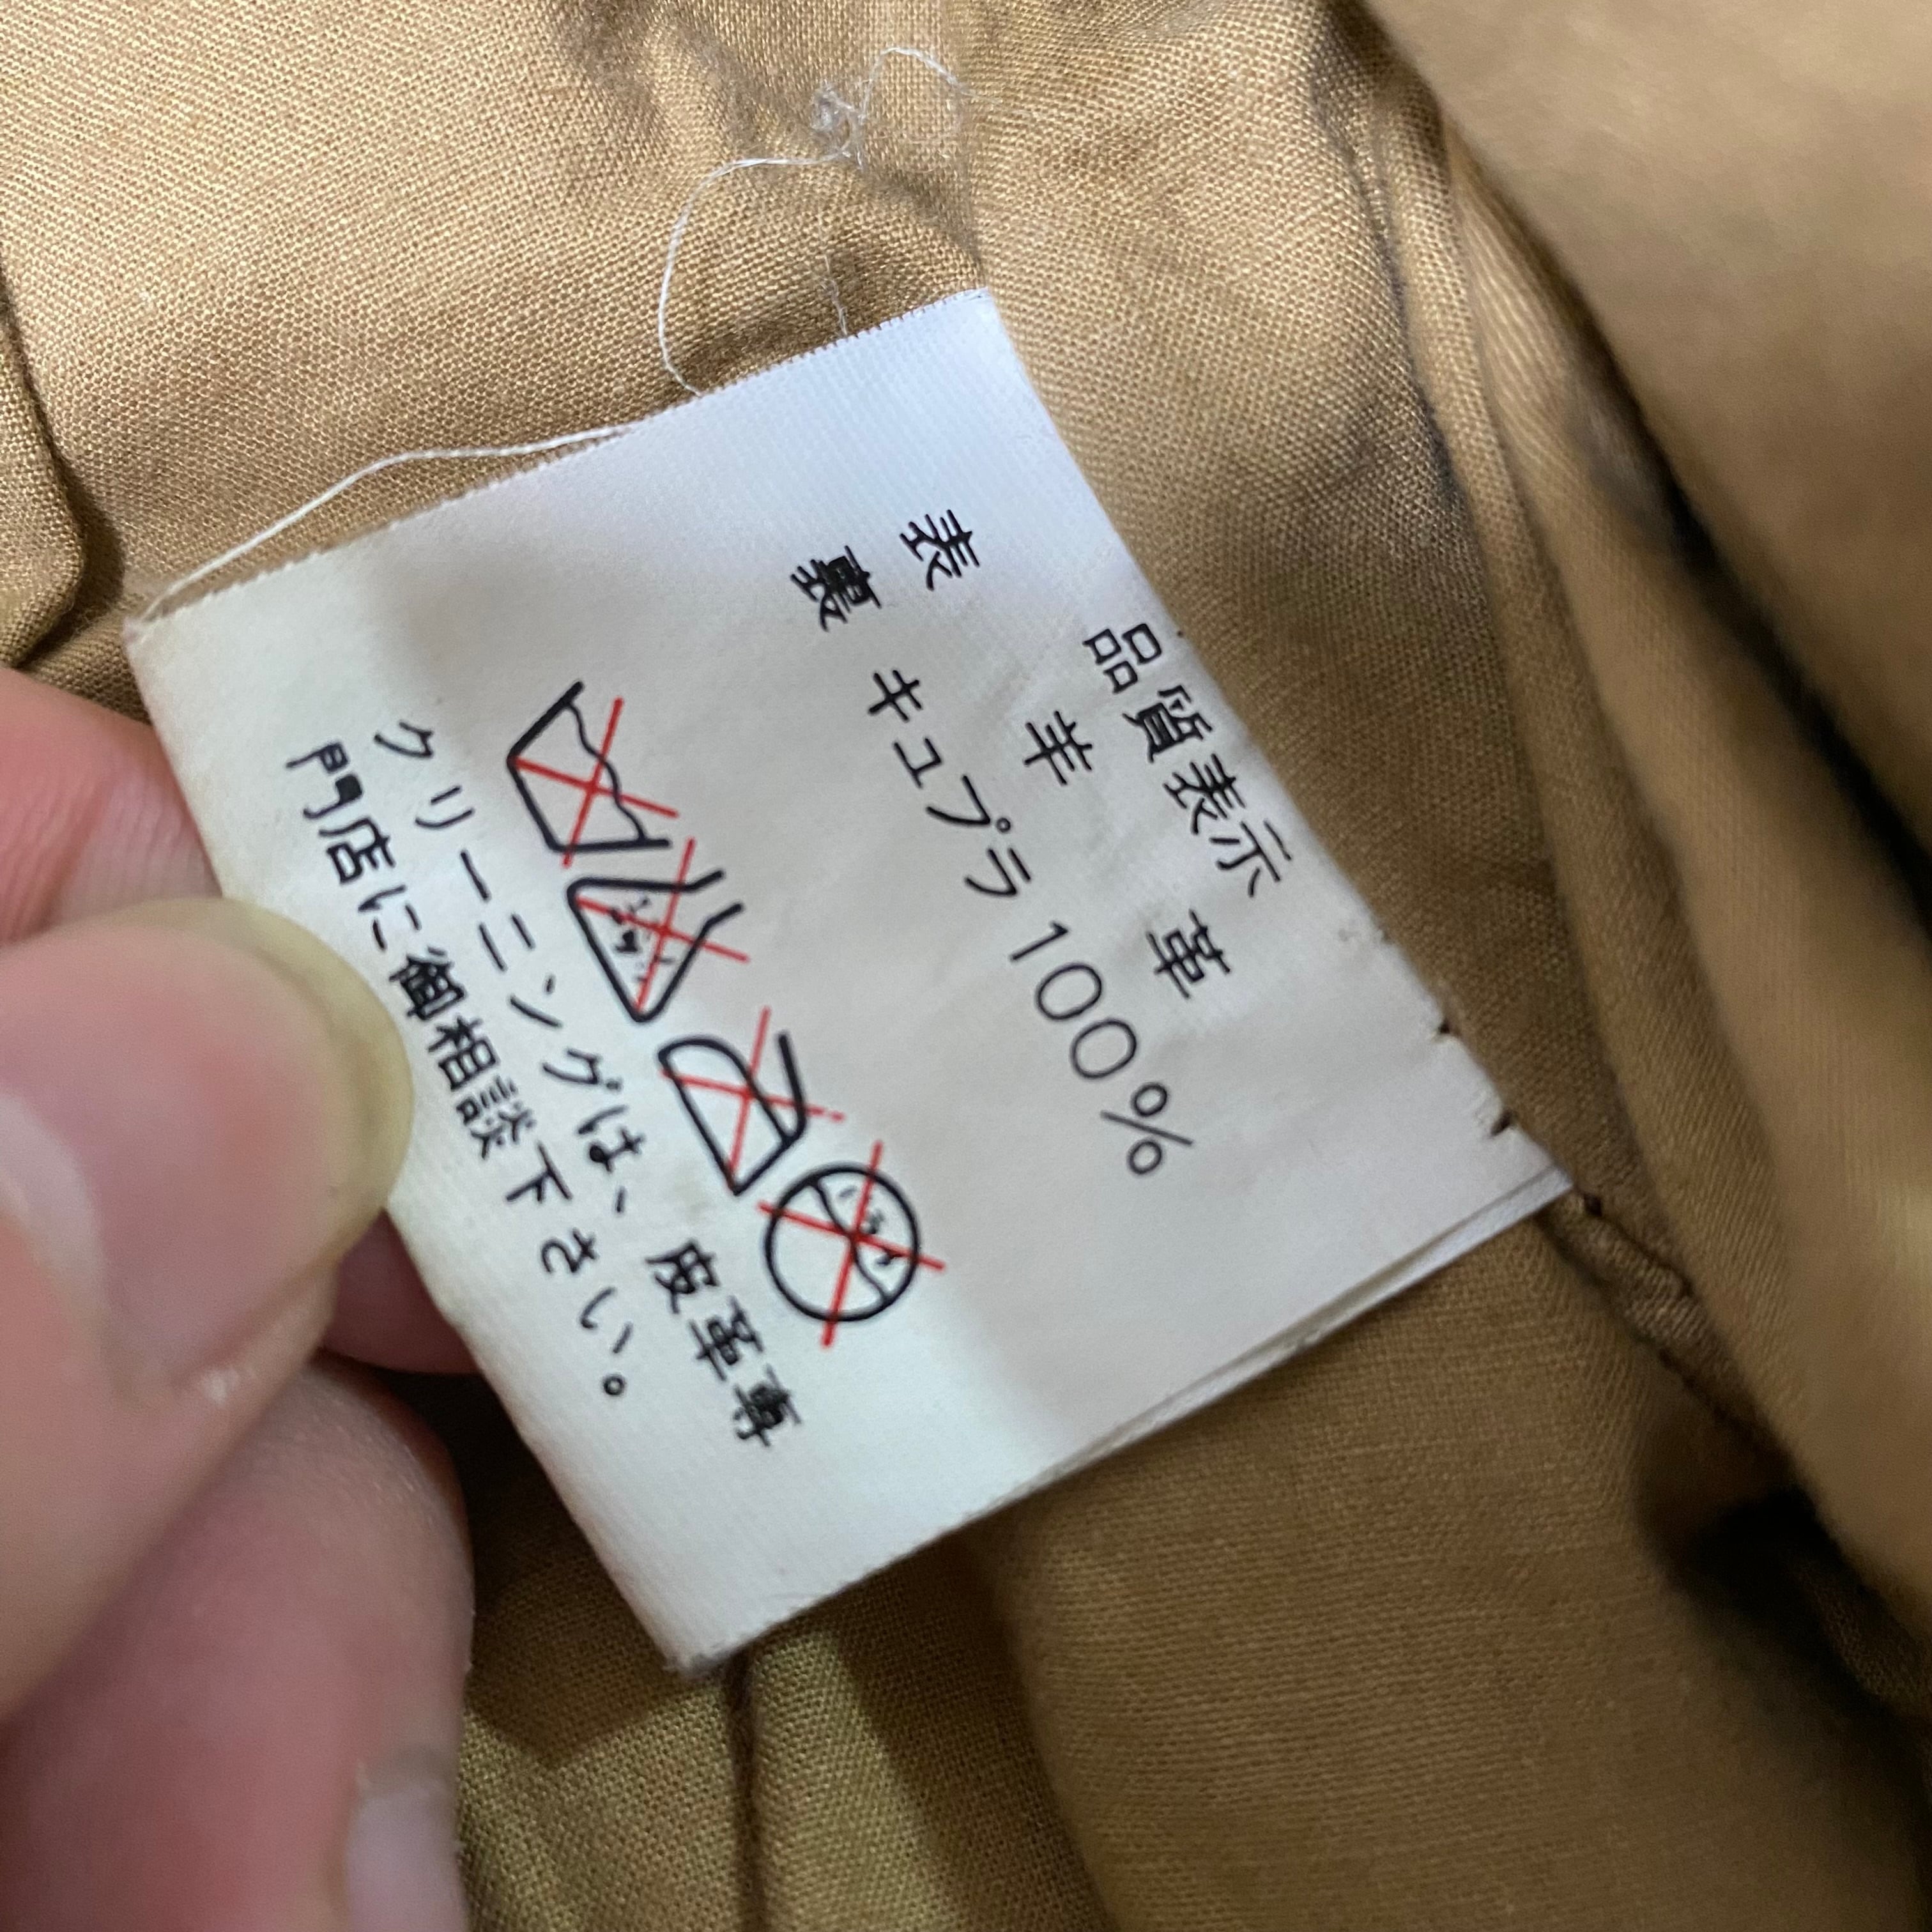 品質表示
表 羊 革
裏 キュプラ 100%
クリーニングは、皮革専
門店に御相談下さい。